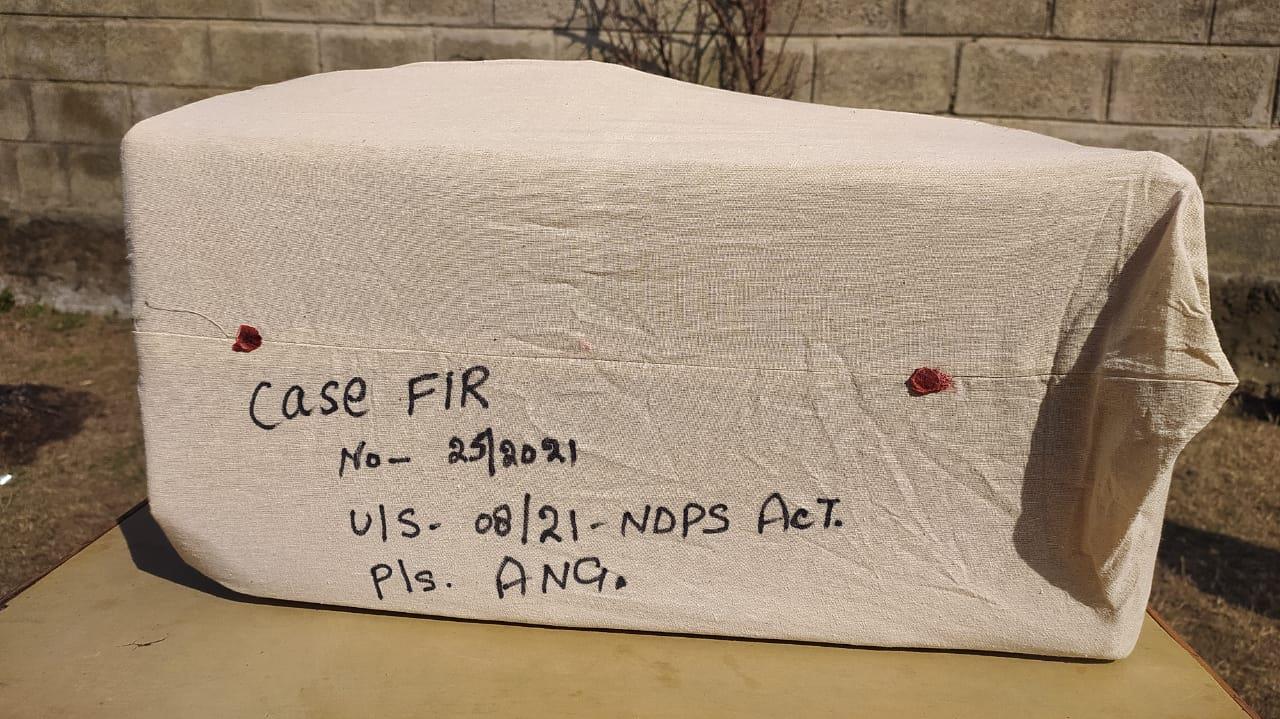 Case FIR
No- 25/2021
U/S- 08/21-NDPS AcT.
P/s. ANG.